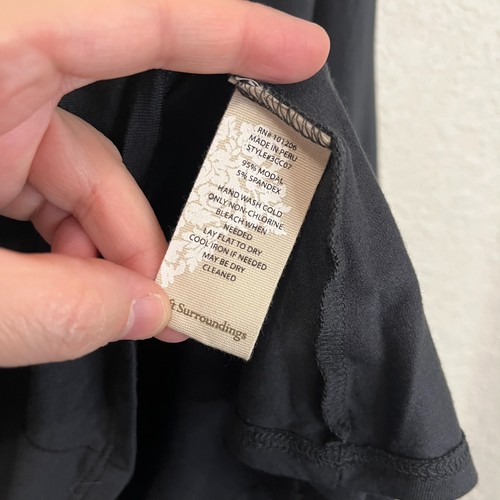 RN# 101206
MADE IN PERU
STYLE#3CC07
95% MODAL
5% SPANDEX
HAND WASH COLD
ONLY NON-CHLORINE
BLEACH WHEN
NEEDED
LAY FLAT TO DRY
COOL IRON IF NEEDED
MAY BE DRY
CLEANED
ft Surroundings